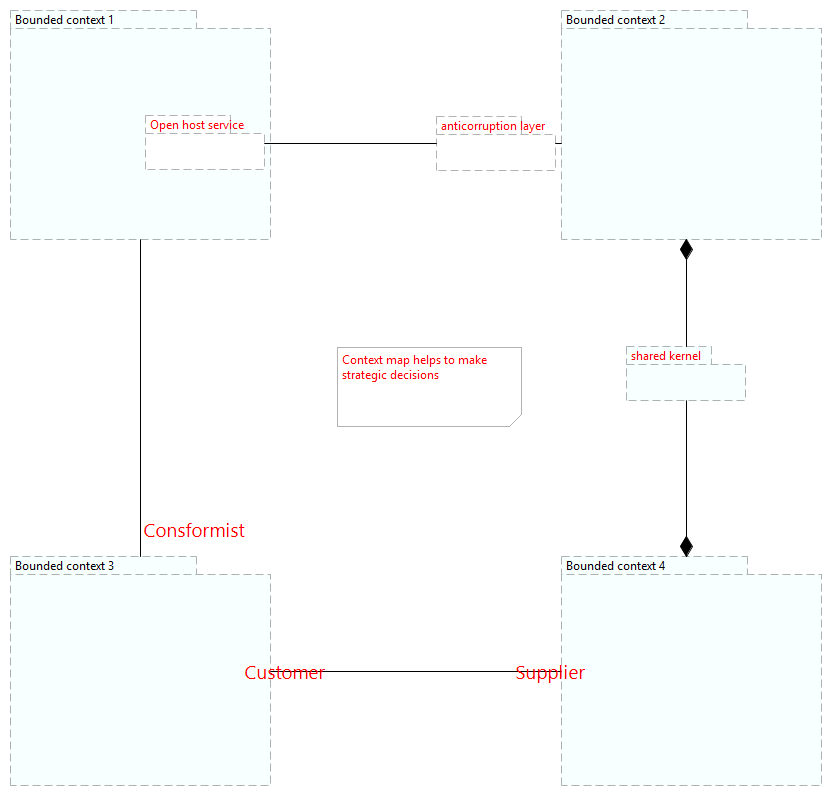 Bounded context 1
Bounded context 2
Open host service
anticorruption layer
Context map helps to make
strategic decisions
shared kernel
Consformist
Bounded context 3
Bounded context 4
Customer
Supplier